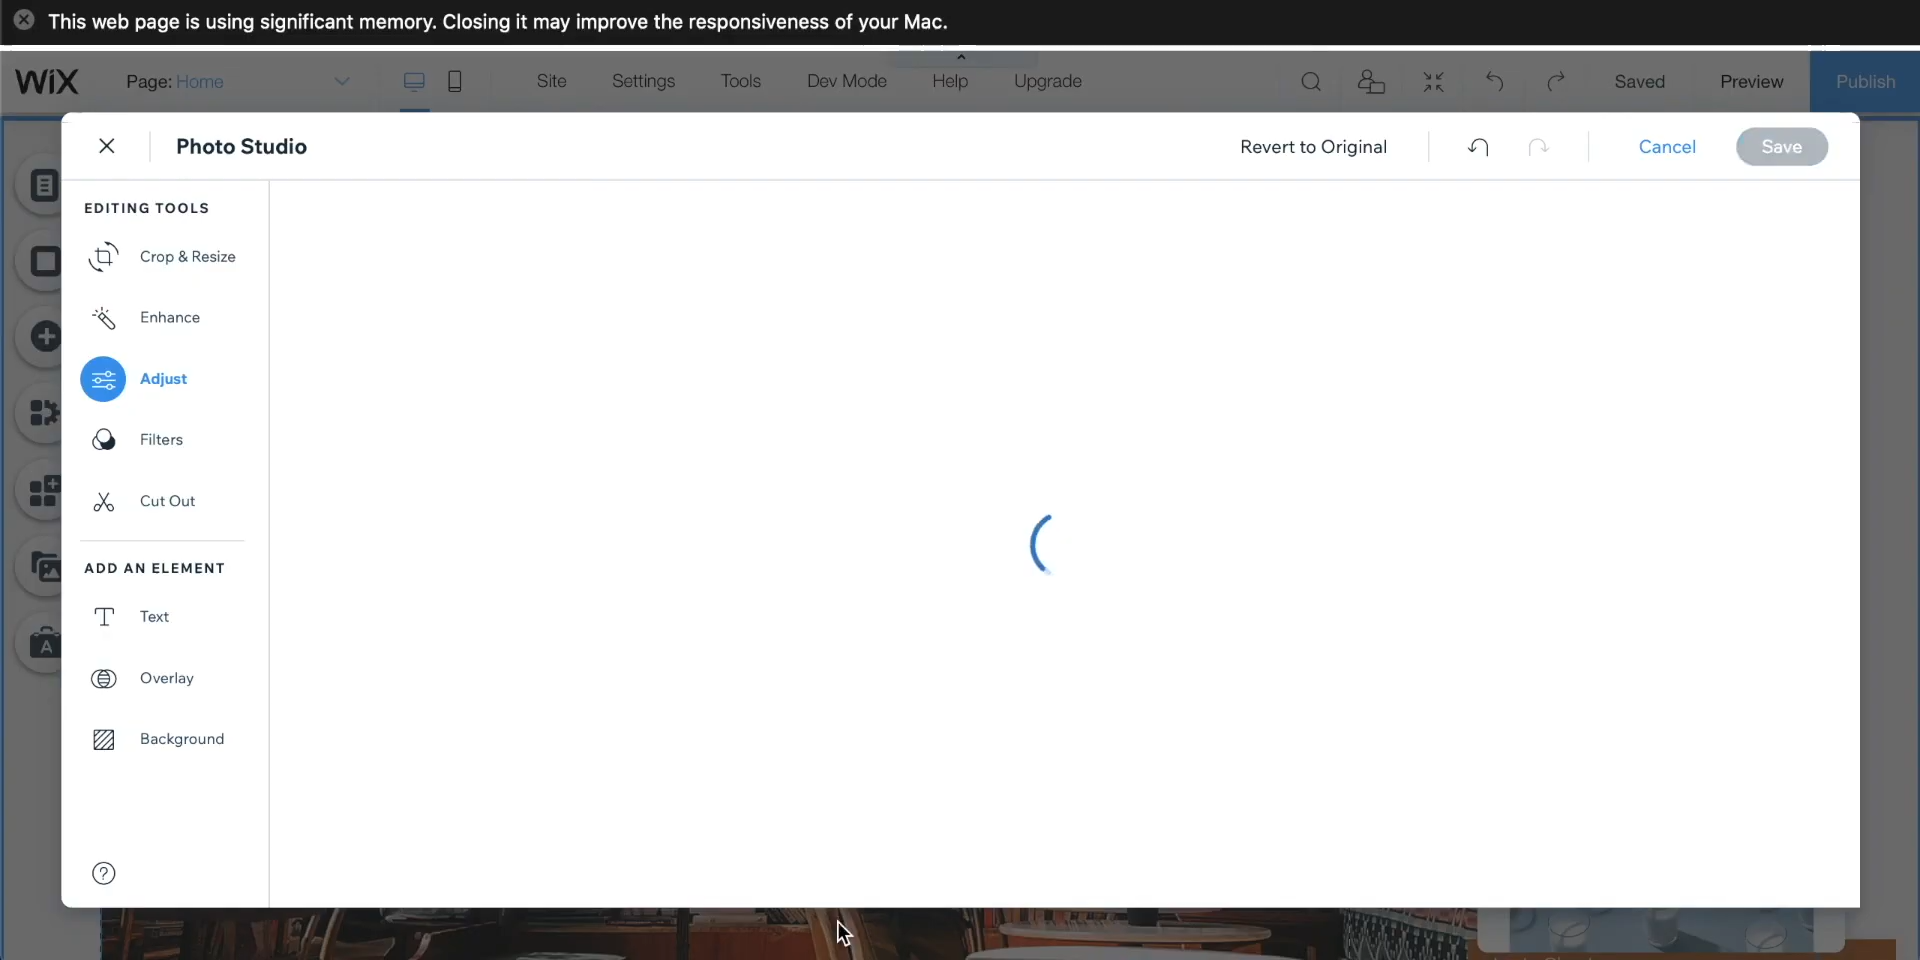 This web page is using significant memory. Closing it may improve the responsiveness of your Mac.
WiX Page: Home Site Settings Tools Dev Mode Help Upgrade Saved Preview Publish
Photo Studio Revert to Original Cancel Save
EDITING TOOLS
Crop & Resize
Enhance
Adjust
Filters
Cut Out
ADD AN ELEMENT
T Text
Overlay
Background
?
A